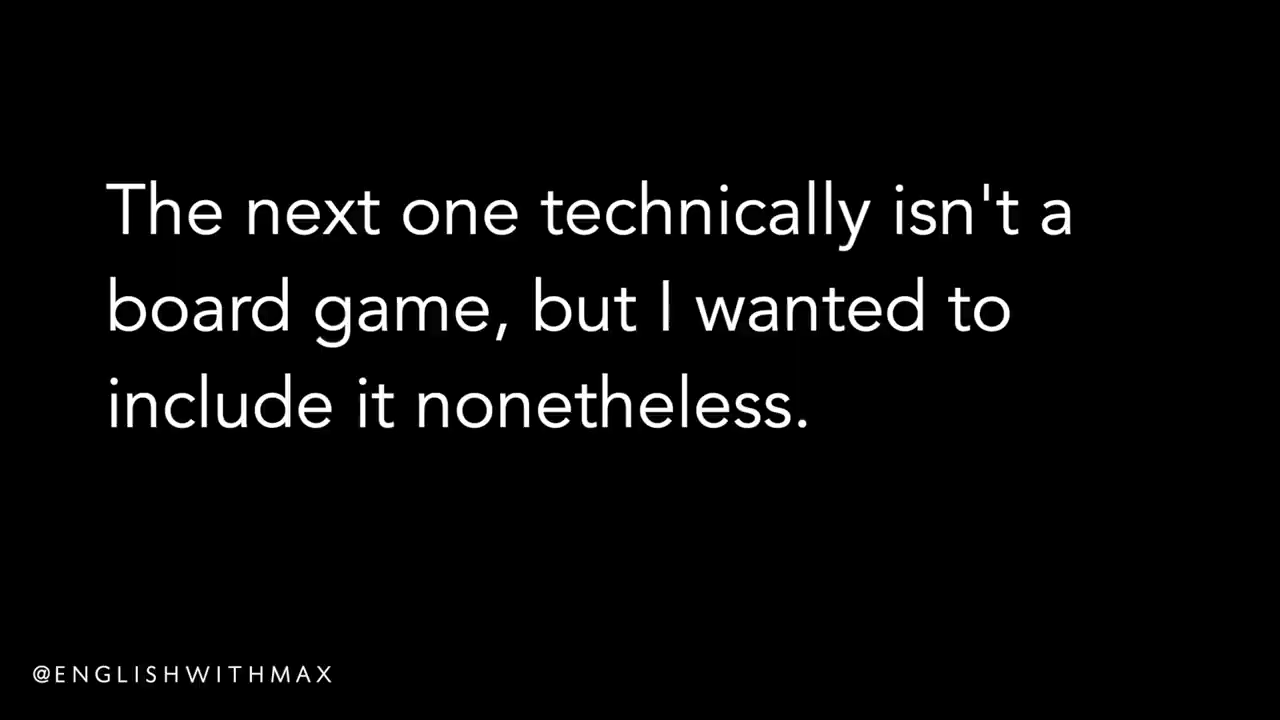 The next one technically isn't a
board game, but I wanted to
include it nonetheless.
@ENGLISHWITHMAX